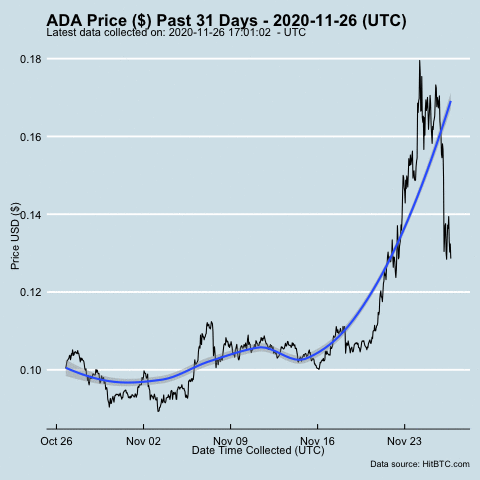 ADA Price ($) Past 31 Days - 2020-11-26 (UTC)
Latest data collected on: 2020-11-26 17:01:02 - UTC
0.18
0.16
0.14
0.12
0.10
Price USD ($)
Oct 26 Nov 02 Nov 09 Nov 16 Nov 23
Date Time Collected (UTC)
Data source: HitBTC.com